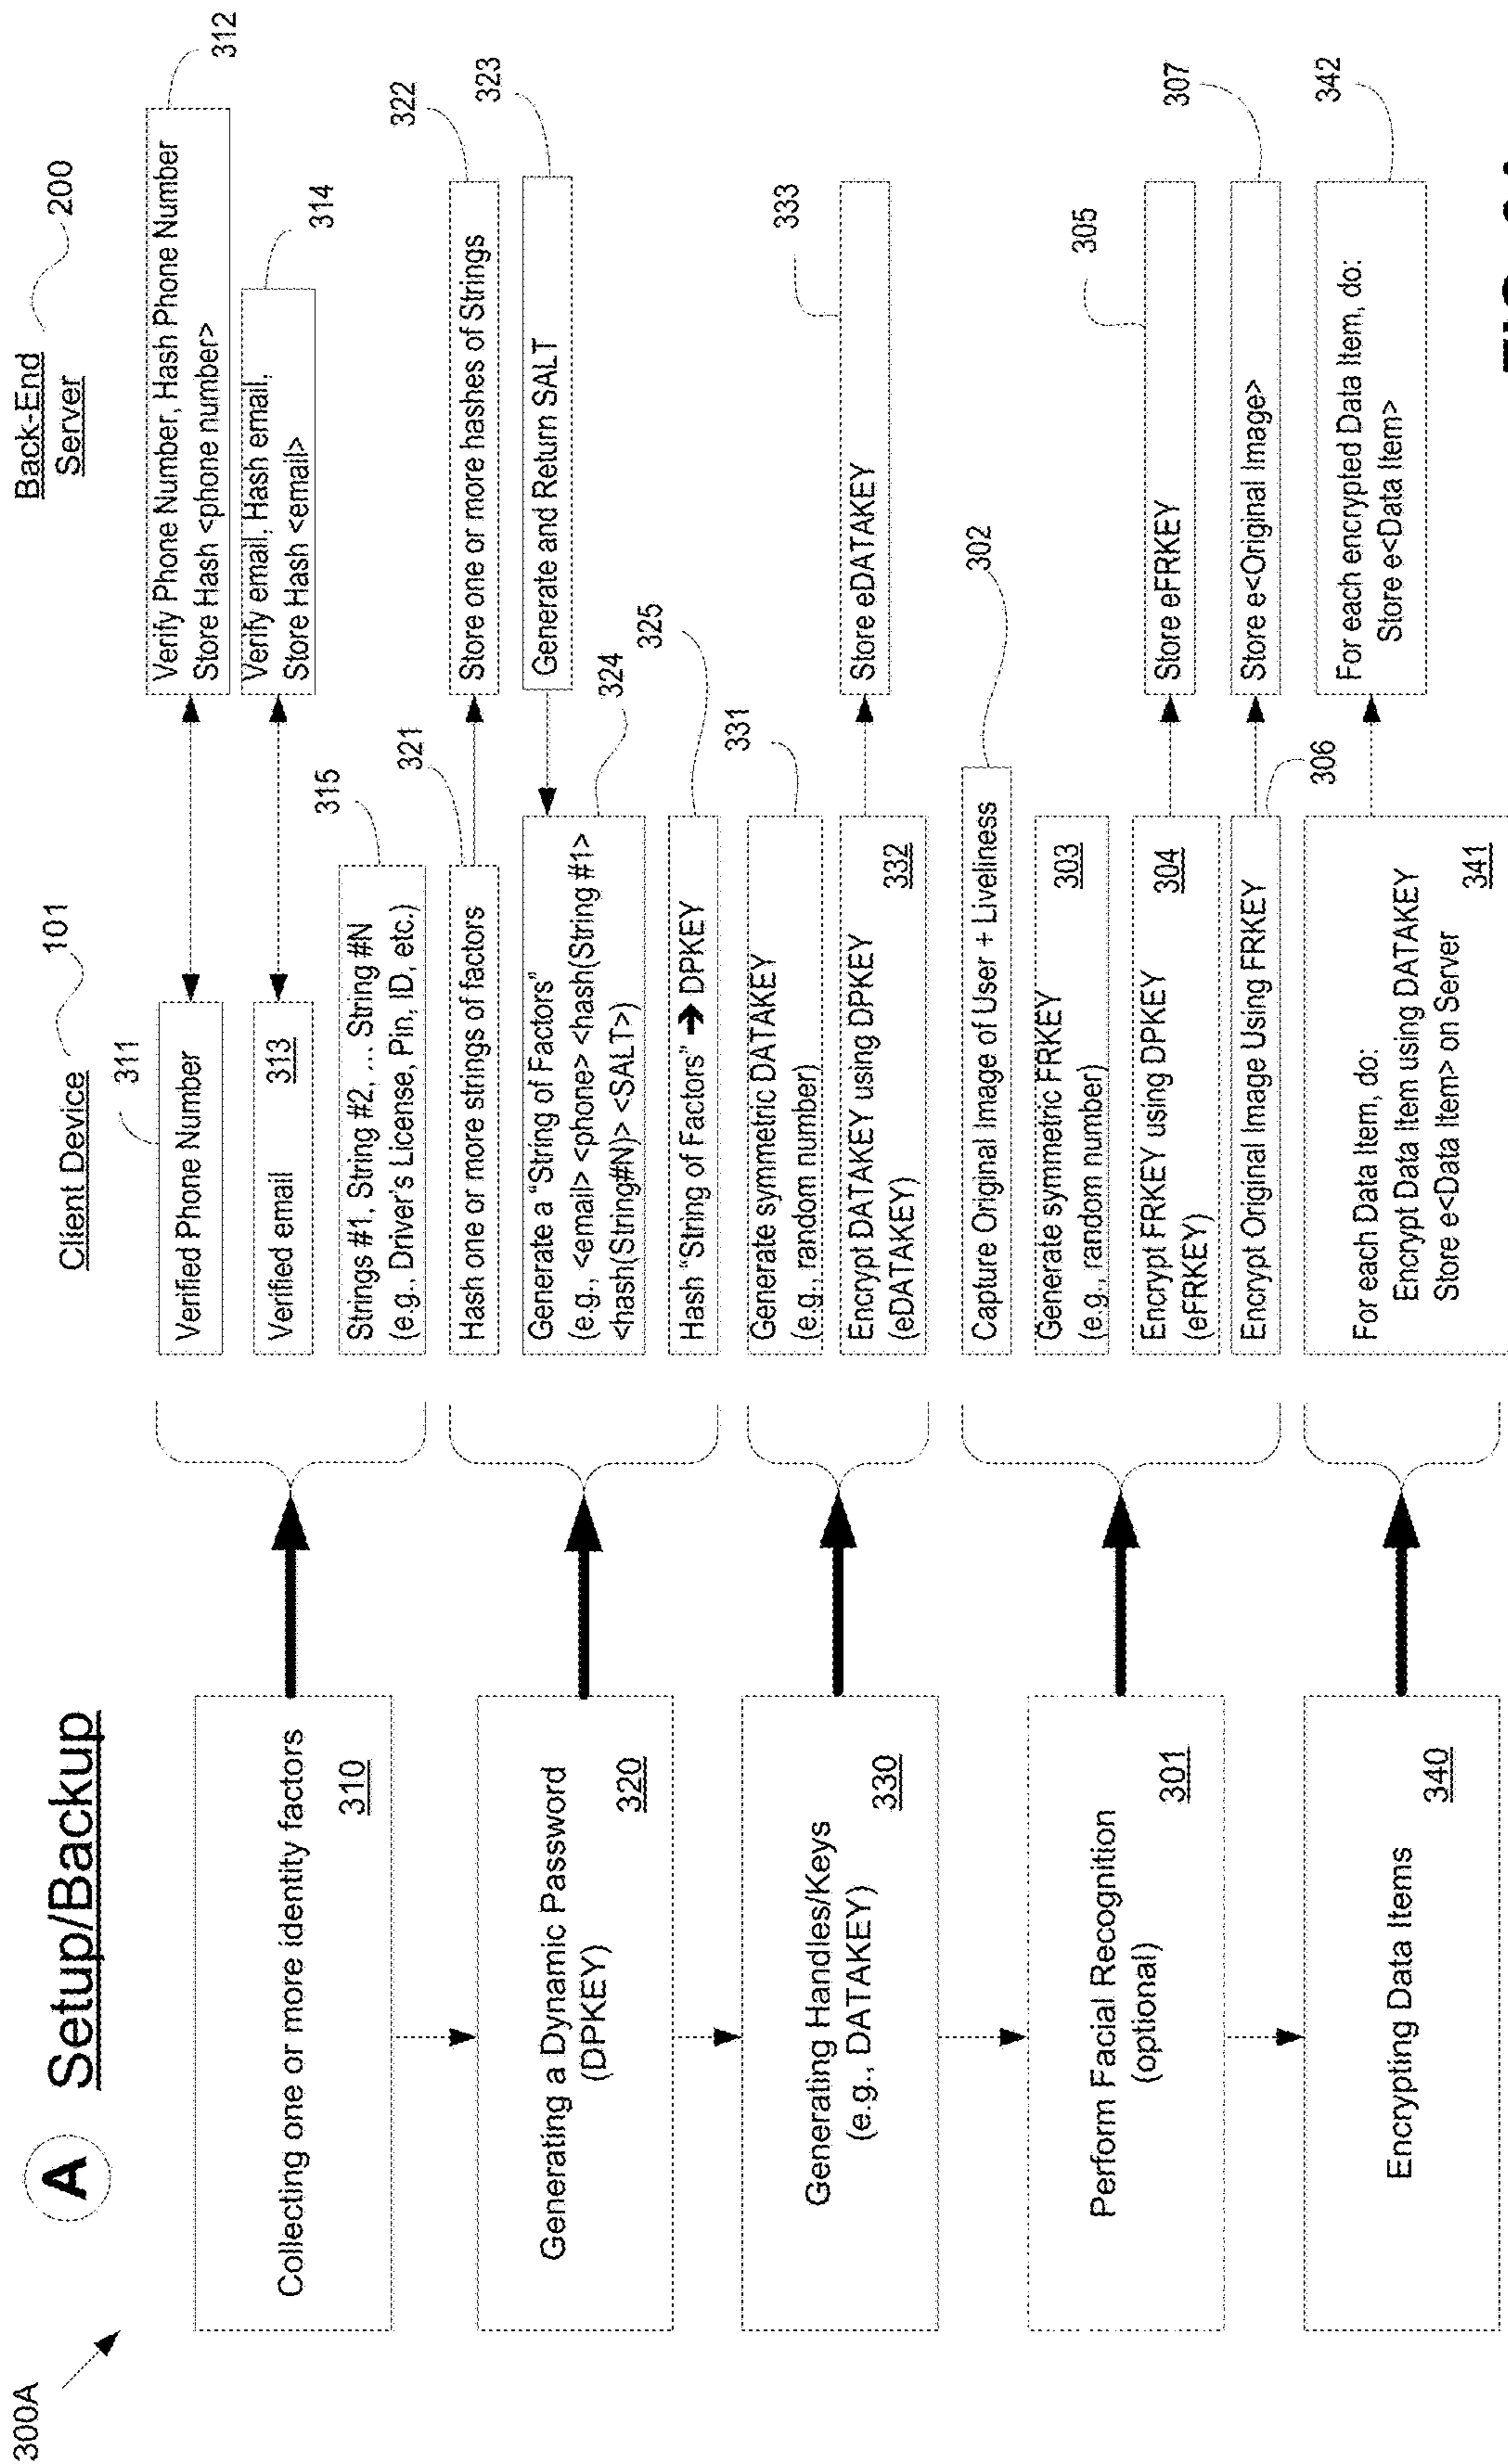 300A
A Setup/Backup
Client Device
101
Back-End
Server
200
Collecting one or more identity factors
310
311
Verified Phone Number
312
Verify Phone Number, Hash Phone Number
Store Hash <phone number>
Verified email
313
314
Verify email, Hash email,
Store Hash <email>
315
Strings #1, String #2, ... String #N
(e.g., Driver's License, Pin, ID, etc.)
Generating a Dynamic Password
(DPKEY)
320
321
Hash one or more strings of factors
322
Store one or more hashes of Strings
323
Generate and Return SALT
324
Generate a “String of Factors”
(e.g., <email> <phone> <hash(String #1>
<hash(String#N)> <SALT>)
325
Hash “String of Factors” ➔ DPKEY
Generating Handles/Keys
(e.g., DATAKEY)
330
331
Generate symmetric DATAKEY
(e.g., random number)
Encrypt DATAKEY using DPKEY
(eDATAKEY)
332
333
Store eDATAKEY
Perform Facial Recognition
(optional)
301
302
Capture Original Image of User + Liveliness
Generate symmetric FRKEY
(e.g., random number)
303
Encrypt FRKEY using DPKEY
(eFRKEY)
304
305
Store eFRKEY
306
Encrypt Original Image Using FRKEY
307
Store e<Original Image>
Encrypting Data Items
340
For each Data Item, do:
Encrypt Data Item using DATAKEY
Store e<Data Item> on Server
341
342
For each encrypted Data Item, do:
Store e<Data Item>